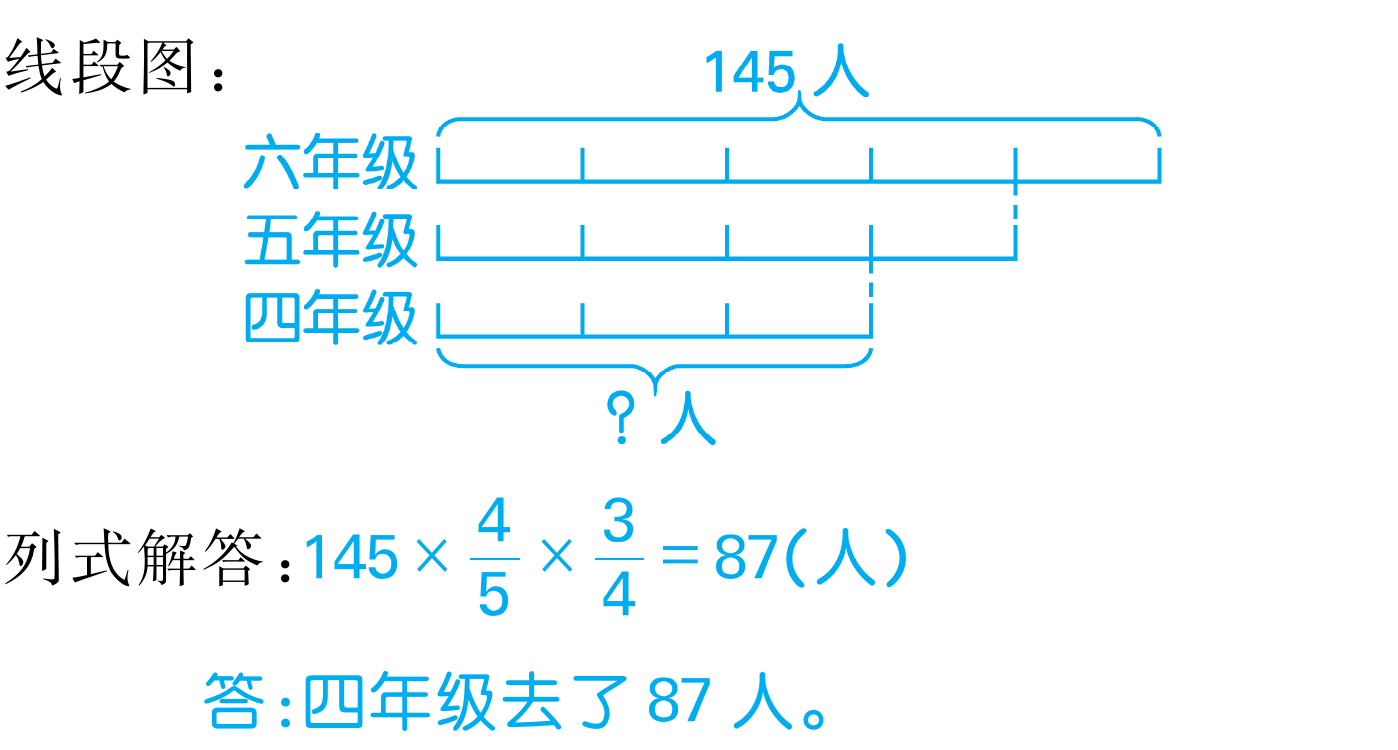 线段图：
145 人
六年级
五年级
四年级
? 人
列式解答：145 × 4/5 × 3/4 = 87(人)
答：四年级去了 87 人。